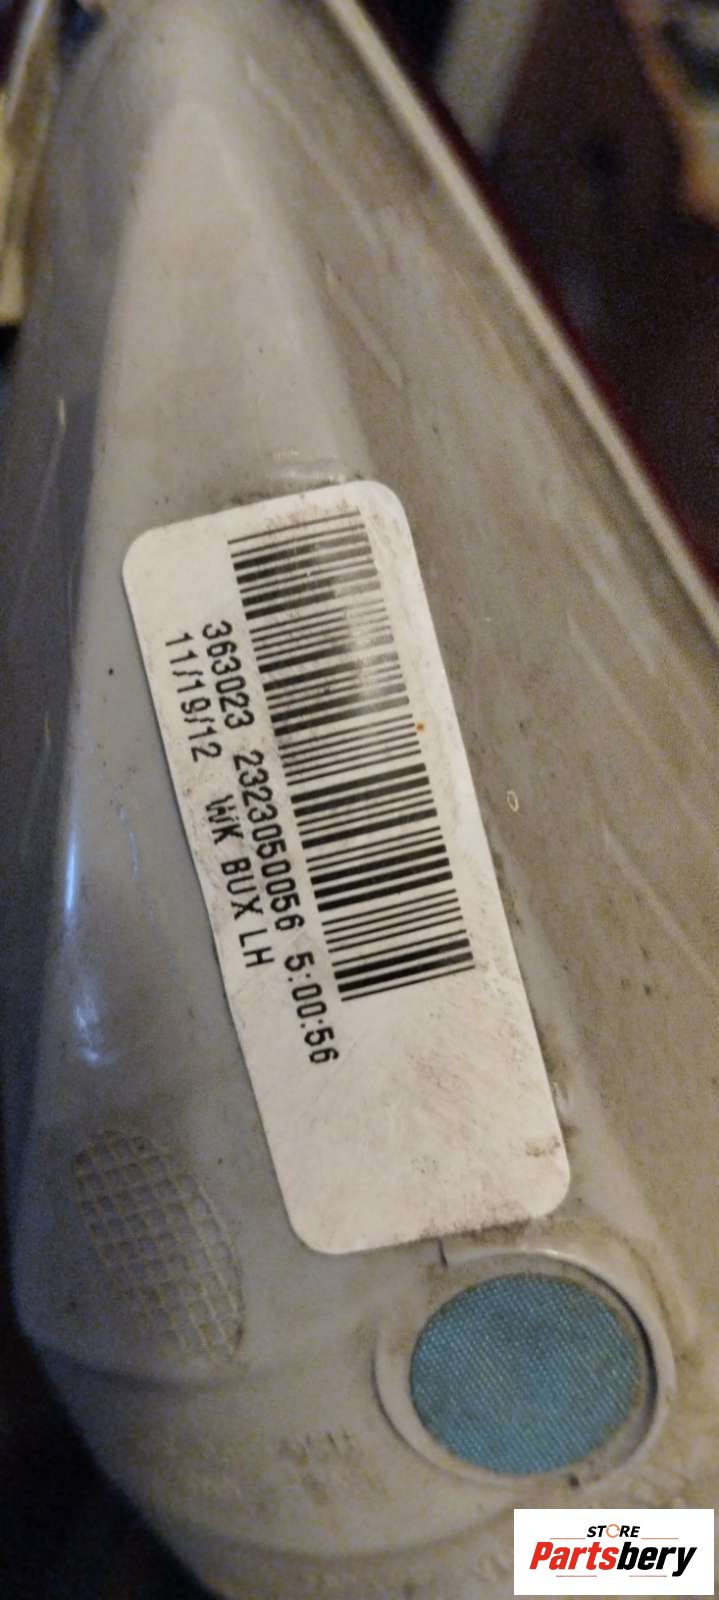 363023 2323050056 5:00:56
11/19/12 WK BUX LH
STORE
Partsbery